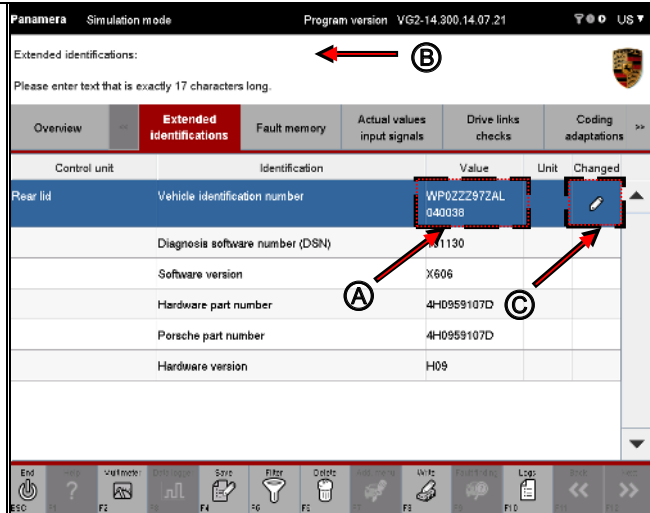 Panamera Simulation mode Program version VG2-14.300.14.07.21 US
Extended identifications:
B
Please enter text that is exactly 17 characters long.
Overview << Extended identifications Fault memory Actual values input signals Drive links checks Coding adaptations >>
Control unit Identification Value Unit Changed
Rear lid Vehicle identification number WP0ZZZ97ZAL
040038
Diagnosis software number (DSN) 1130
Software version X606
A
C
Hardware part number 4H0959107D
Porsche part number 4H0959107D
Hardware version H09
End Help Multimeter Data logger Save Filter Delete Write Logs Back
ESC F2 F4 F6 F8 F10